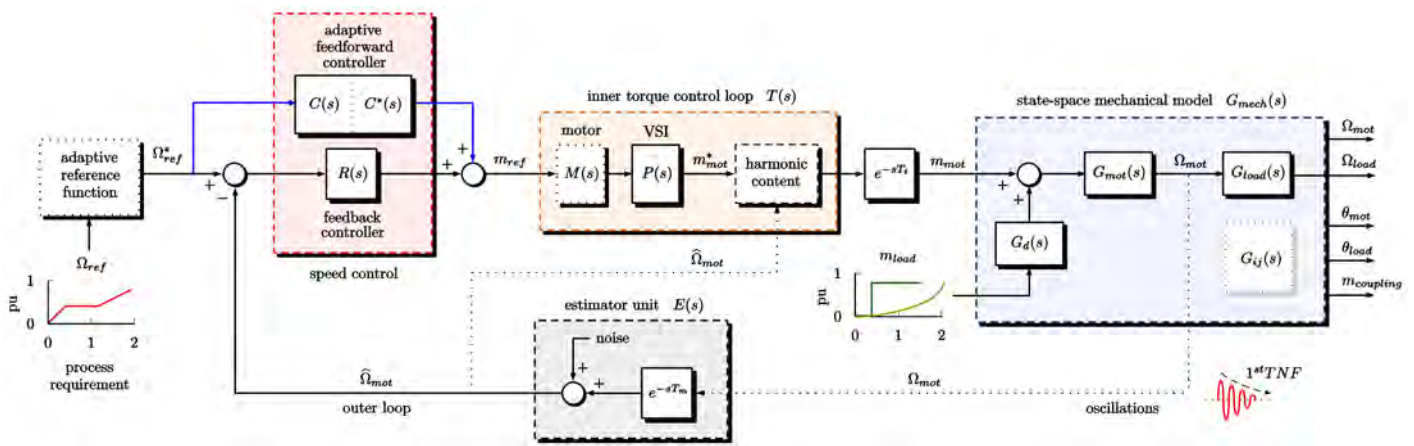 adaptive
feedforward
controller
C(s) C*(s)
Ω*ref
adaptive
reference
function
+
−
R(s)
feedback
controller
speed control
+
+
m_ref
inner torque control loop T(s)
motor
VSI
M(s)
P(s)
m*mot
harmonic
content
e^{-sT_i}
m_mot
state-space mechanical model G_mech(s)
+
+
G_mot(s)
Ω_mot
G_load(s)
G_d(s)
G_ij(s)
Ω_mot
Ω_load
θ_mot
θ_load
m_coupling
Ω_ref
pu
1
0
0 1 2
process
requirement
Ω̂_mot
m_load
pu
1
0
0 1 2
estimator unit E(s)
noise
+
+
e^{-sT_m}
Ω̂_mot
outer loop
Ω_mot
oscillations
1^{st}TNF